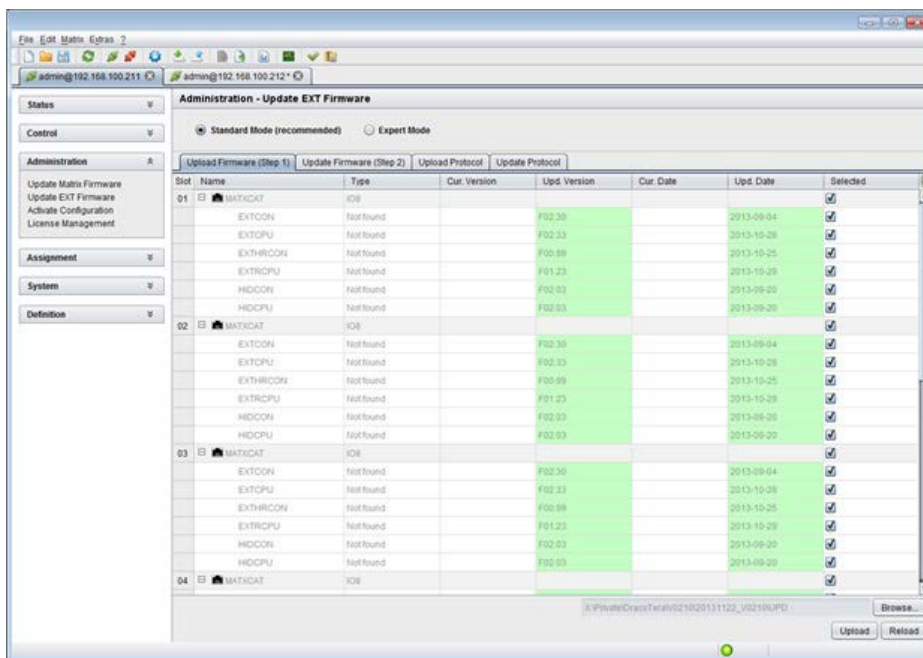 File Edit Matrix Extras ?
admin@192.168.100.211 admin@192.168.100.212*
Status
Control
Administration
Update Matrix Firmware
Update EXT Firmware
Activate Configuration
License Management
Assignment
System
Definition
Administration - Update EXT Firmware
Standard Mode (recommended) Expert Mode
Upload Firmware (Step 1) Update Firmware (Step 2) Upload Protocol Update Protocol
Slot Name Type Cur. Version Upd. Version Cur. Date Upd. Date Selected
01 MATXCAT IO8
EXTCON Not found F02.30 2013-09-04
EXTCPU Not found F02.33 2013-10-28
EXTHRCON Not found F00.99 2013-10-25
EXTRCPU Not found F01.23 2013-10-29
HIDCON Not found F02.03 2013-09-20
HIDCPU Not found F02.03 2013-09-20
02 MATXCAT IO8
EXTCON Not found F02.30 2013-09-04
EXTCPU Not found F02.33 2013-10-28
EXTHRCON Not found F00.99 2013-10-25
EXTRCPU Not found F01.23 2013-10-29
HIDCON Not found F02.03 2013-09-20
HIDCPU Not found F02.03 2013-09-20
03 MATXCAT IO8
EXTCON Not found F02.30 2013-09-04
EXTCPU Not found F02.33 2013-10-28
EXTHRCON Not found F00.99 2013-10-25
EXTRCPU Not found F01.23 2013-10-29
HIDCON Not found F02.03 2013-09-20
HIDCPU Not found F02.03 2013-09-20
04 MATXCAT IO8
Browse...
Upload Reload